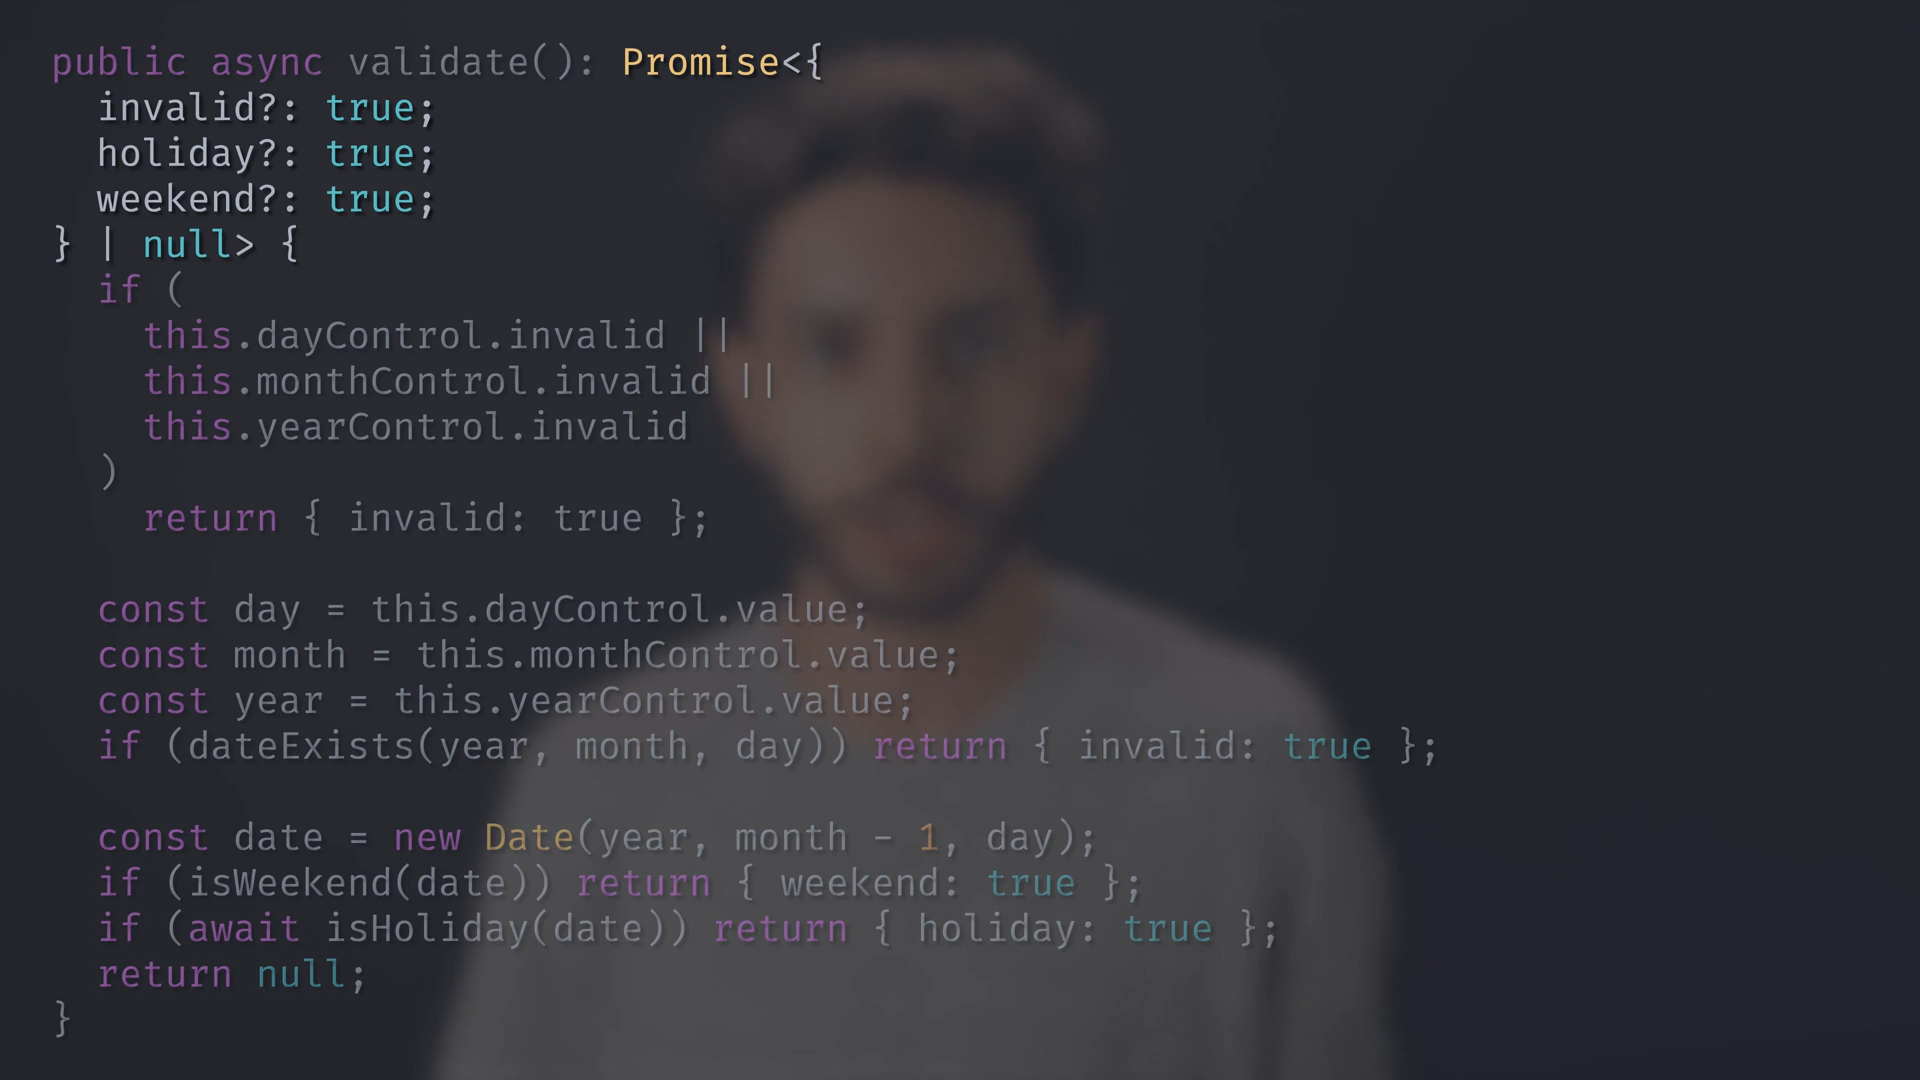 public async validate(): Promise<{
  invalid?: true;
  holiday?: true;
  weekend?: true;
} | null> {
  if (
    this.dayControl.invalid ||
    this.monthControl.invalid ||
    this.yearControl.invalid
  )
    return { invalid: true };

  const day = this.dayControl.value;
  const month = this.monthControl.value;
  const year = this.yearControl.value;
  if (dateExists(year, month, day)) return { invalid: true };

  const date = new Date(year, month - 1, day);
  if (isWeekend(date)) return { weekend: true };
  if (await isHoliday(date)) return { holiday: true };
  return null;
}